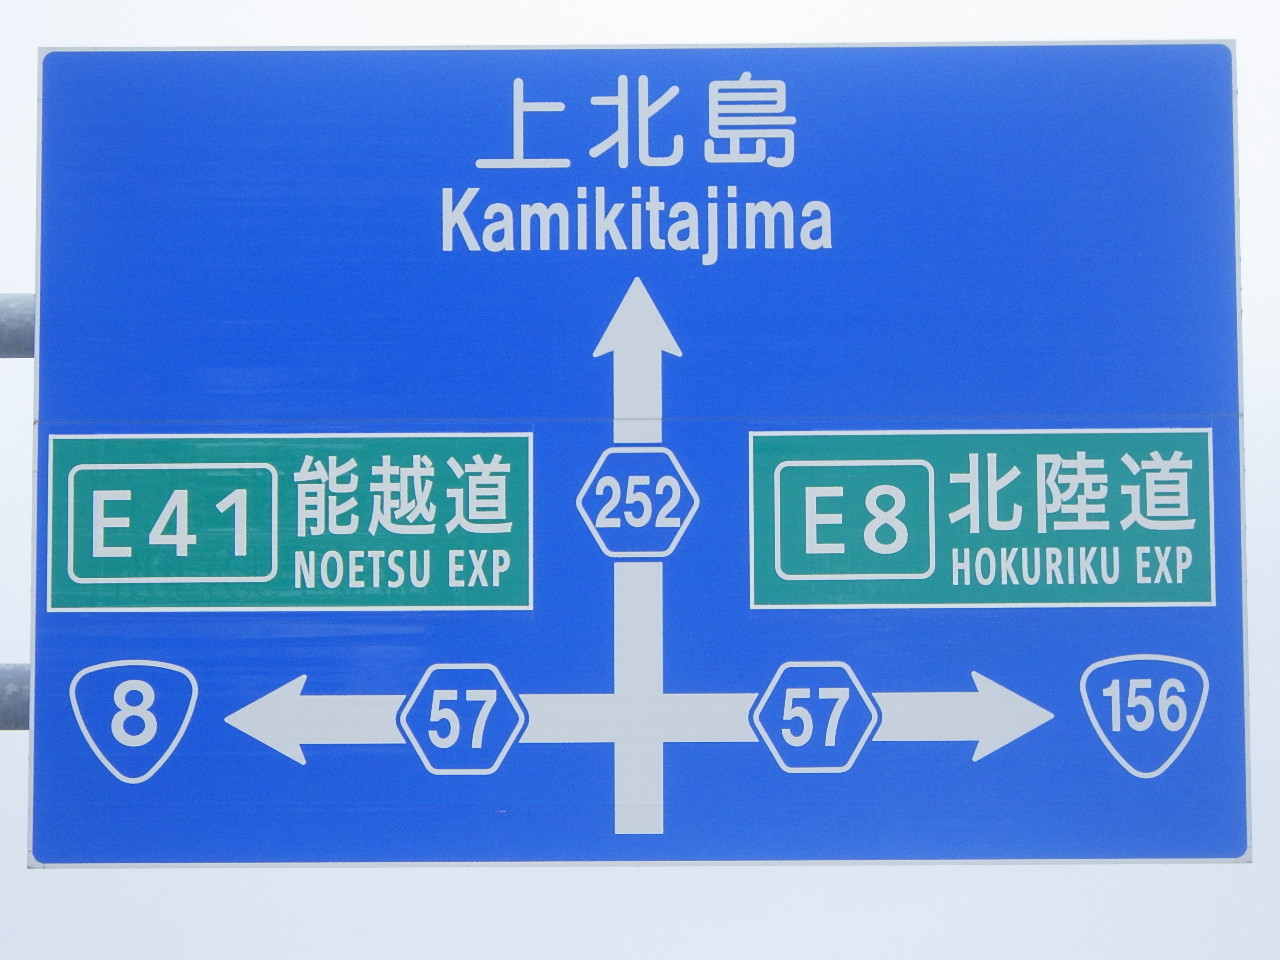 上北島
Kamikitajima
252
E41 能越道
NOETSU EXP
E8 北陸道
HOKURIKU EXP
8
57
57
156